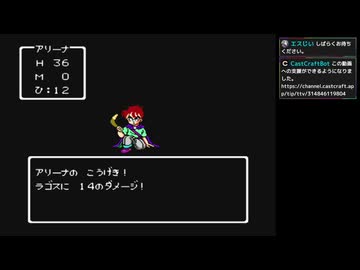 アリーナ
H 36
M 0
ひ:12
アリーナの こうげき!
ラゴスに 14のダメージ!
エスじい しばらくお待ち
ください。
CastCraftBot この動画
への支援ができるようになりまし
た。
https://channel.castcraft.ap
p/tip/ttv/314846119804